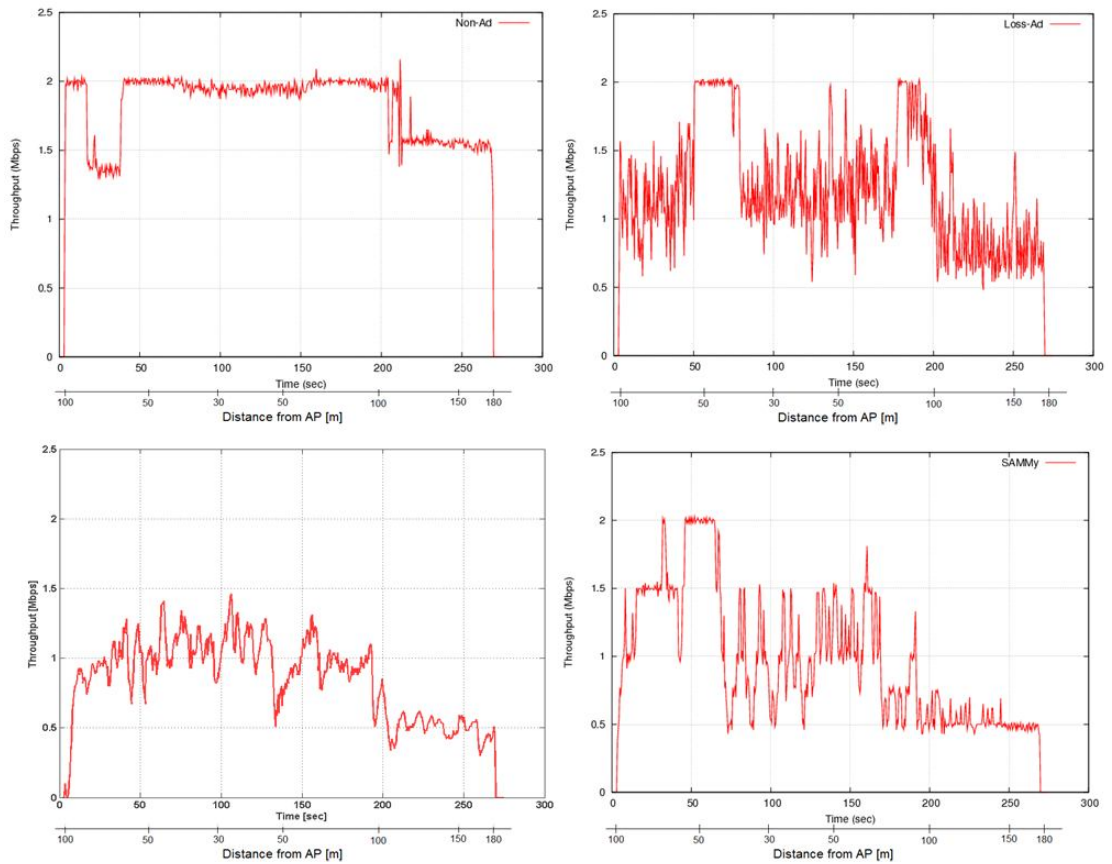 2.5
Non-Ad
2
1.5
1
0.5
0
Throughput (Mbps)
0 50 100 150 200 250 300
Time (sec)
100 50 30 50 100 150 180
Distance from AP [m]
2.5
Loss-Ad
2
1.5
1
0.5
0
Throughput (Mbps)
0 50 100 150 200 250 300
Time (sec)
100 50 30 50 100 150 180
Distance from AP [m]
2.5
2
1.5
1
0.5
0
Throughput [Mbps]
0 50 100 150 200 250 300
Time [sec]
100 50 30 50 100 150 180
Distance from AP [m]
2.5
SAMMy
2
1.5
1
0.5
0
Throughput (Mbps)
0 50 100 150 200 250 300
Time (sec)
100 50 30 50 100 150 180
Distance from AP [m]